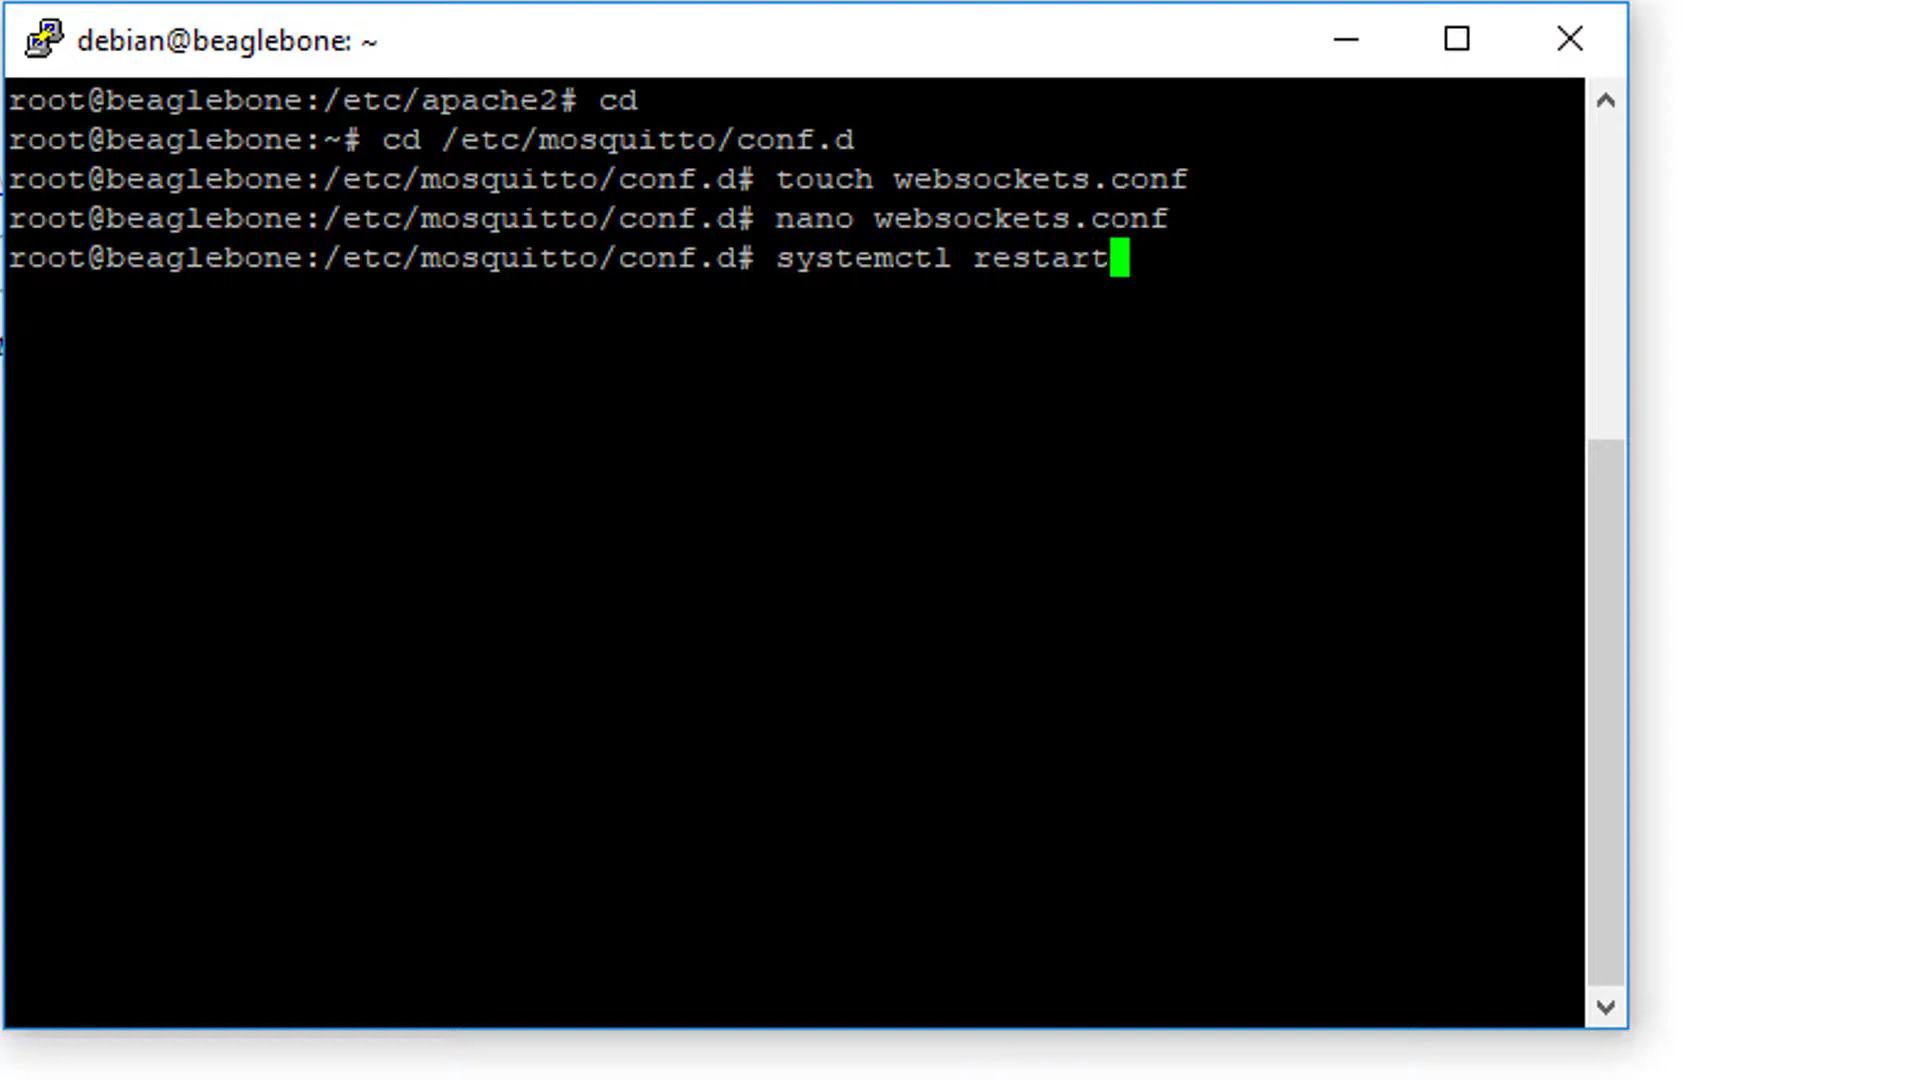 debian@beaglebone: ~
root@beaglebone:/etc/apache2# cd
root@beaglebone:~# cd /etc/mosquitto/conf.d
root@beaglebone:/etc/mosquitto/conf.d# touch websockets.conf
root@beaglebone:/etc/mosquitto/conf.d# nano websockets.conf
root@beaglebone:/etc/mosquitto/conf.d# systemctl restart